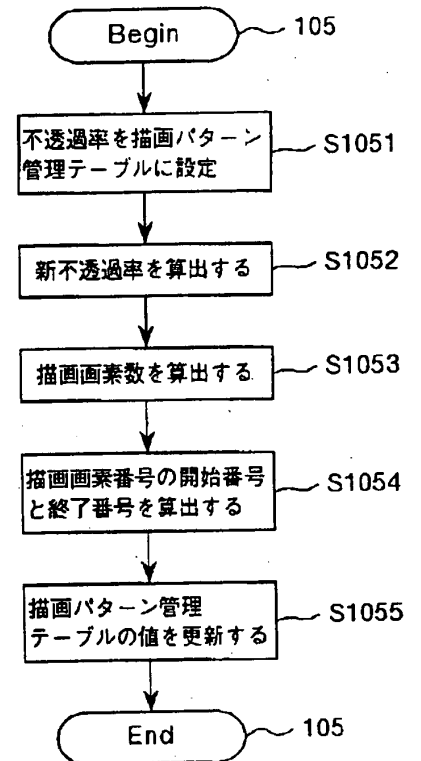 Begin
105
不透過率を描画パターン
管理テーブルに設定
S1051
新不透過率を算出する
S1052
描画画素数を算出する
S1053
描画画素番号の開始番号
と終了番号を算出する
S1054
描画パターン管理
テーブルの値を更新する
S1055
End
105